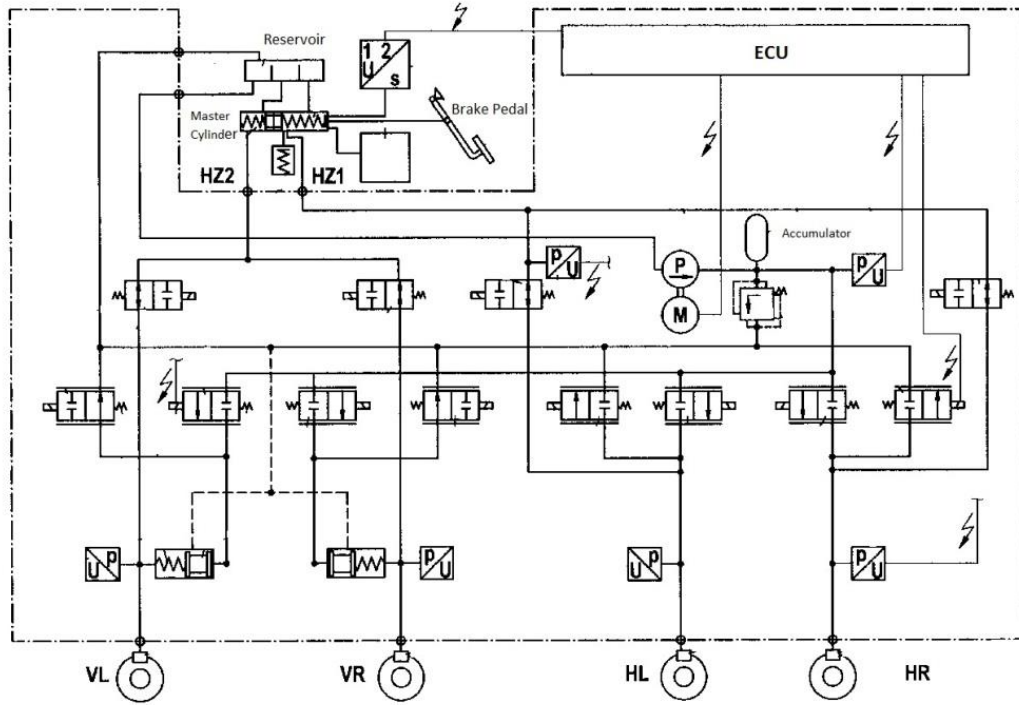 Reservoir
1 2
U
s
ECU
Master
Cylinder
Brake Pedal
HZ2
HZ1
Accumulator
p
U
P
p
U
M
p
U
p
U
p
U
p
U
VL
VR
HL
HR